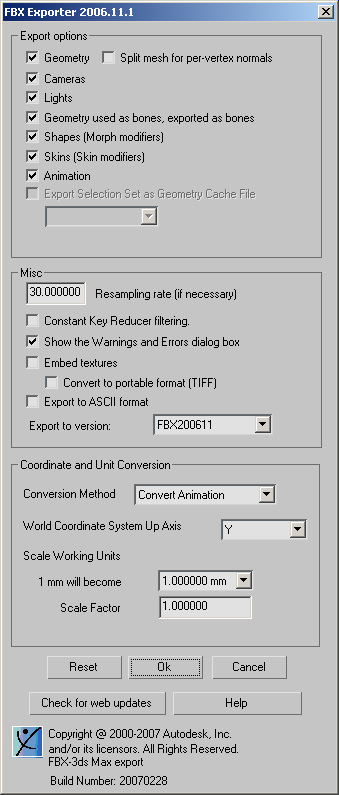 FBX Exporter 2006.11.1
Export options
Geometry Split mesh for per-vertex normals
Cameras
Lights
Geometry used as bones, exported as bones
Shapes (Morph modifiers)
Skins (Skin modifiers)
Animation
Export Selection Set as Geometry Cache File
Misc
30.000000 Resampling rate (if necessary)
Constant Key Reducer filtering.
Show the Warnings and Errors dialog box
Embed textures
Convert to portable format (TIFF)
Export to ASCII format
Export to version: FBX200611
Coordinate and Unit Conversion
Conversion Method Convert Animation
World Coordinate System Up Axis Y
Scale Working Units
1 mm will become 1.000000 mm
Scale Factor 1.000000
Reset Ok Cancel
Check for web updates Help
Copyright @ 2000-2007 Autodesk, Inc.
and/or its licensors. All Rights Reserved.
FBX-3ds Max export
Build Number: 20070228